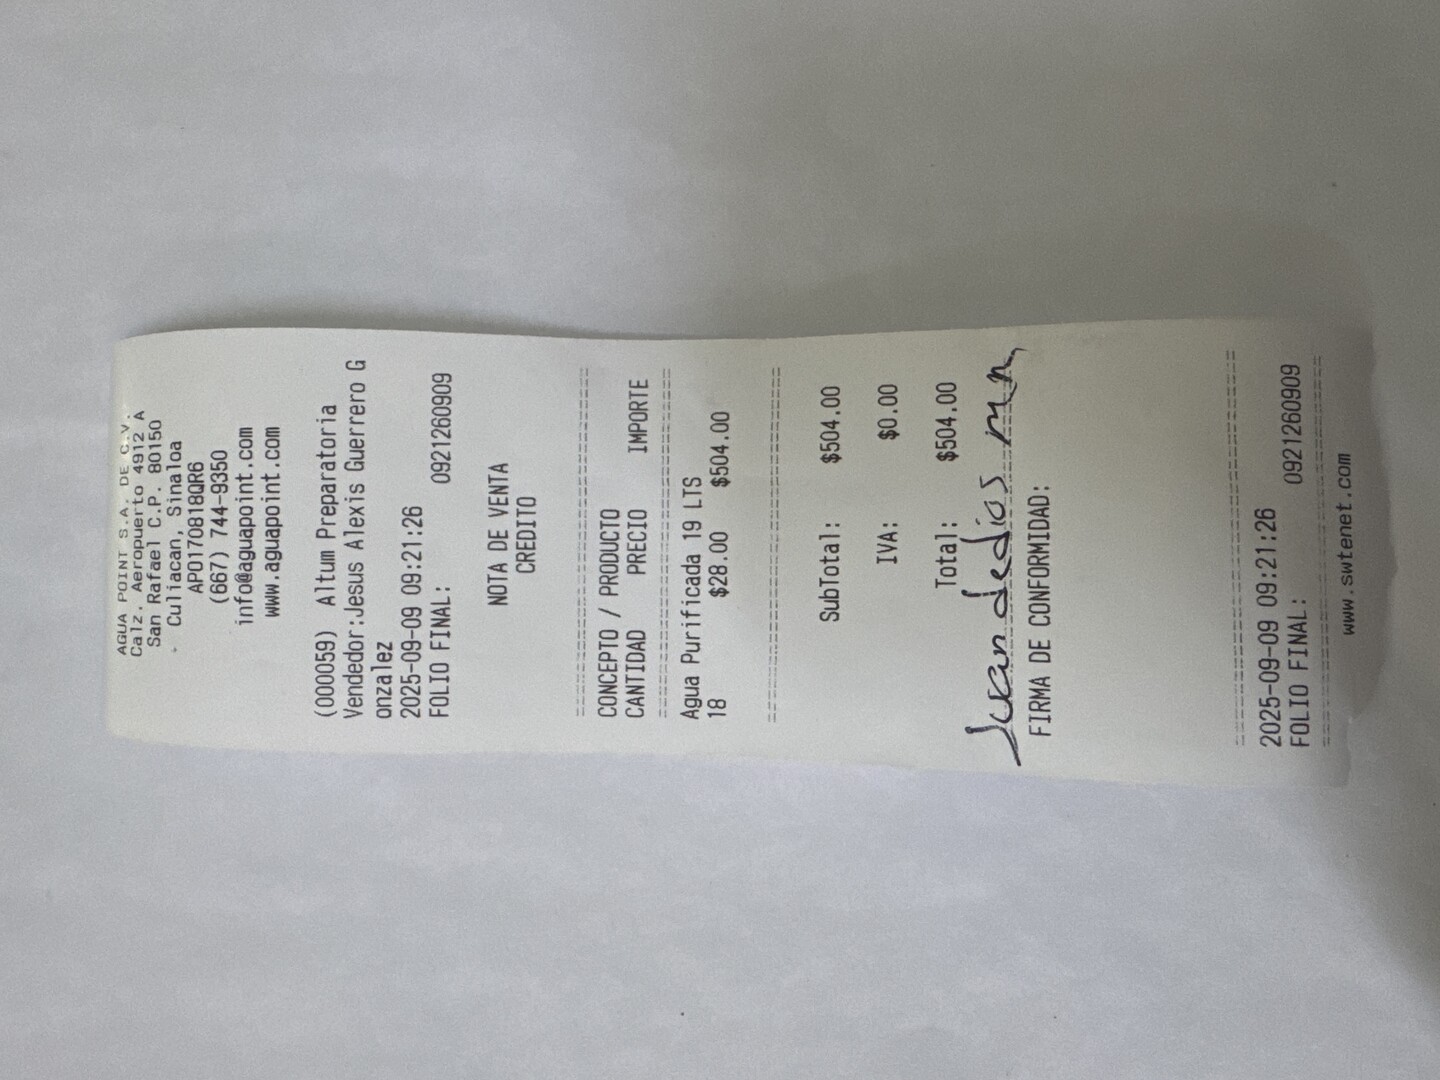 AGUA POINT S.A. DE C.V.
Calz. Aeropuerto 4912 A
San Rafael C.P. 80150
Culiacan, Sinaloa
APO170818QR6
(667) 744-9350
info@aguapoint.com
www.aguapoint.com
(000059) Altum Preparatoria
Vendedor:Jesus Alexis Guerrero G
onzalez
2025-09-09 09:21:26
FOLIO FINAL: 0921260909
NOTA DE VENTA
CREDITO
CONCEPTO / PRODUCTO
CANTIDAD PRECIO IMPORTE
Agua Purificada 19 LTS
18 $28.00 $504.00
SubTotal: $504.00
IVA: $0.00
Total: $504.00
Juan de dios
FIRMA DE CONFORMIDAD:
2025-09-09 09:21:26
FOLIO FINAL: 0921260909
www.swtenet.com